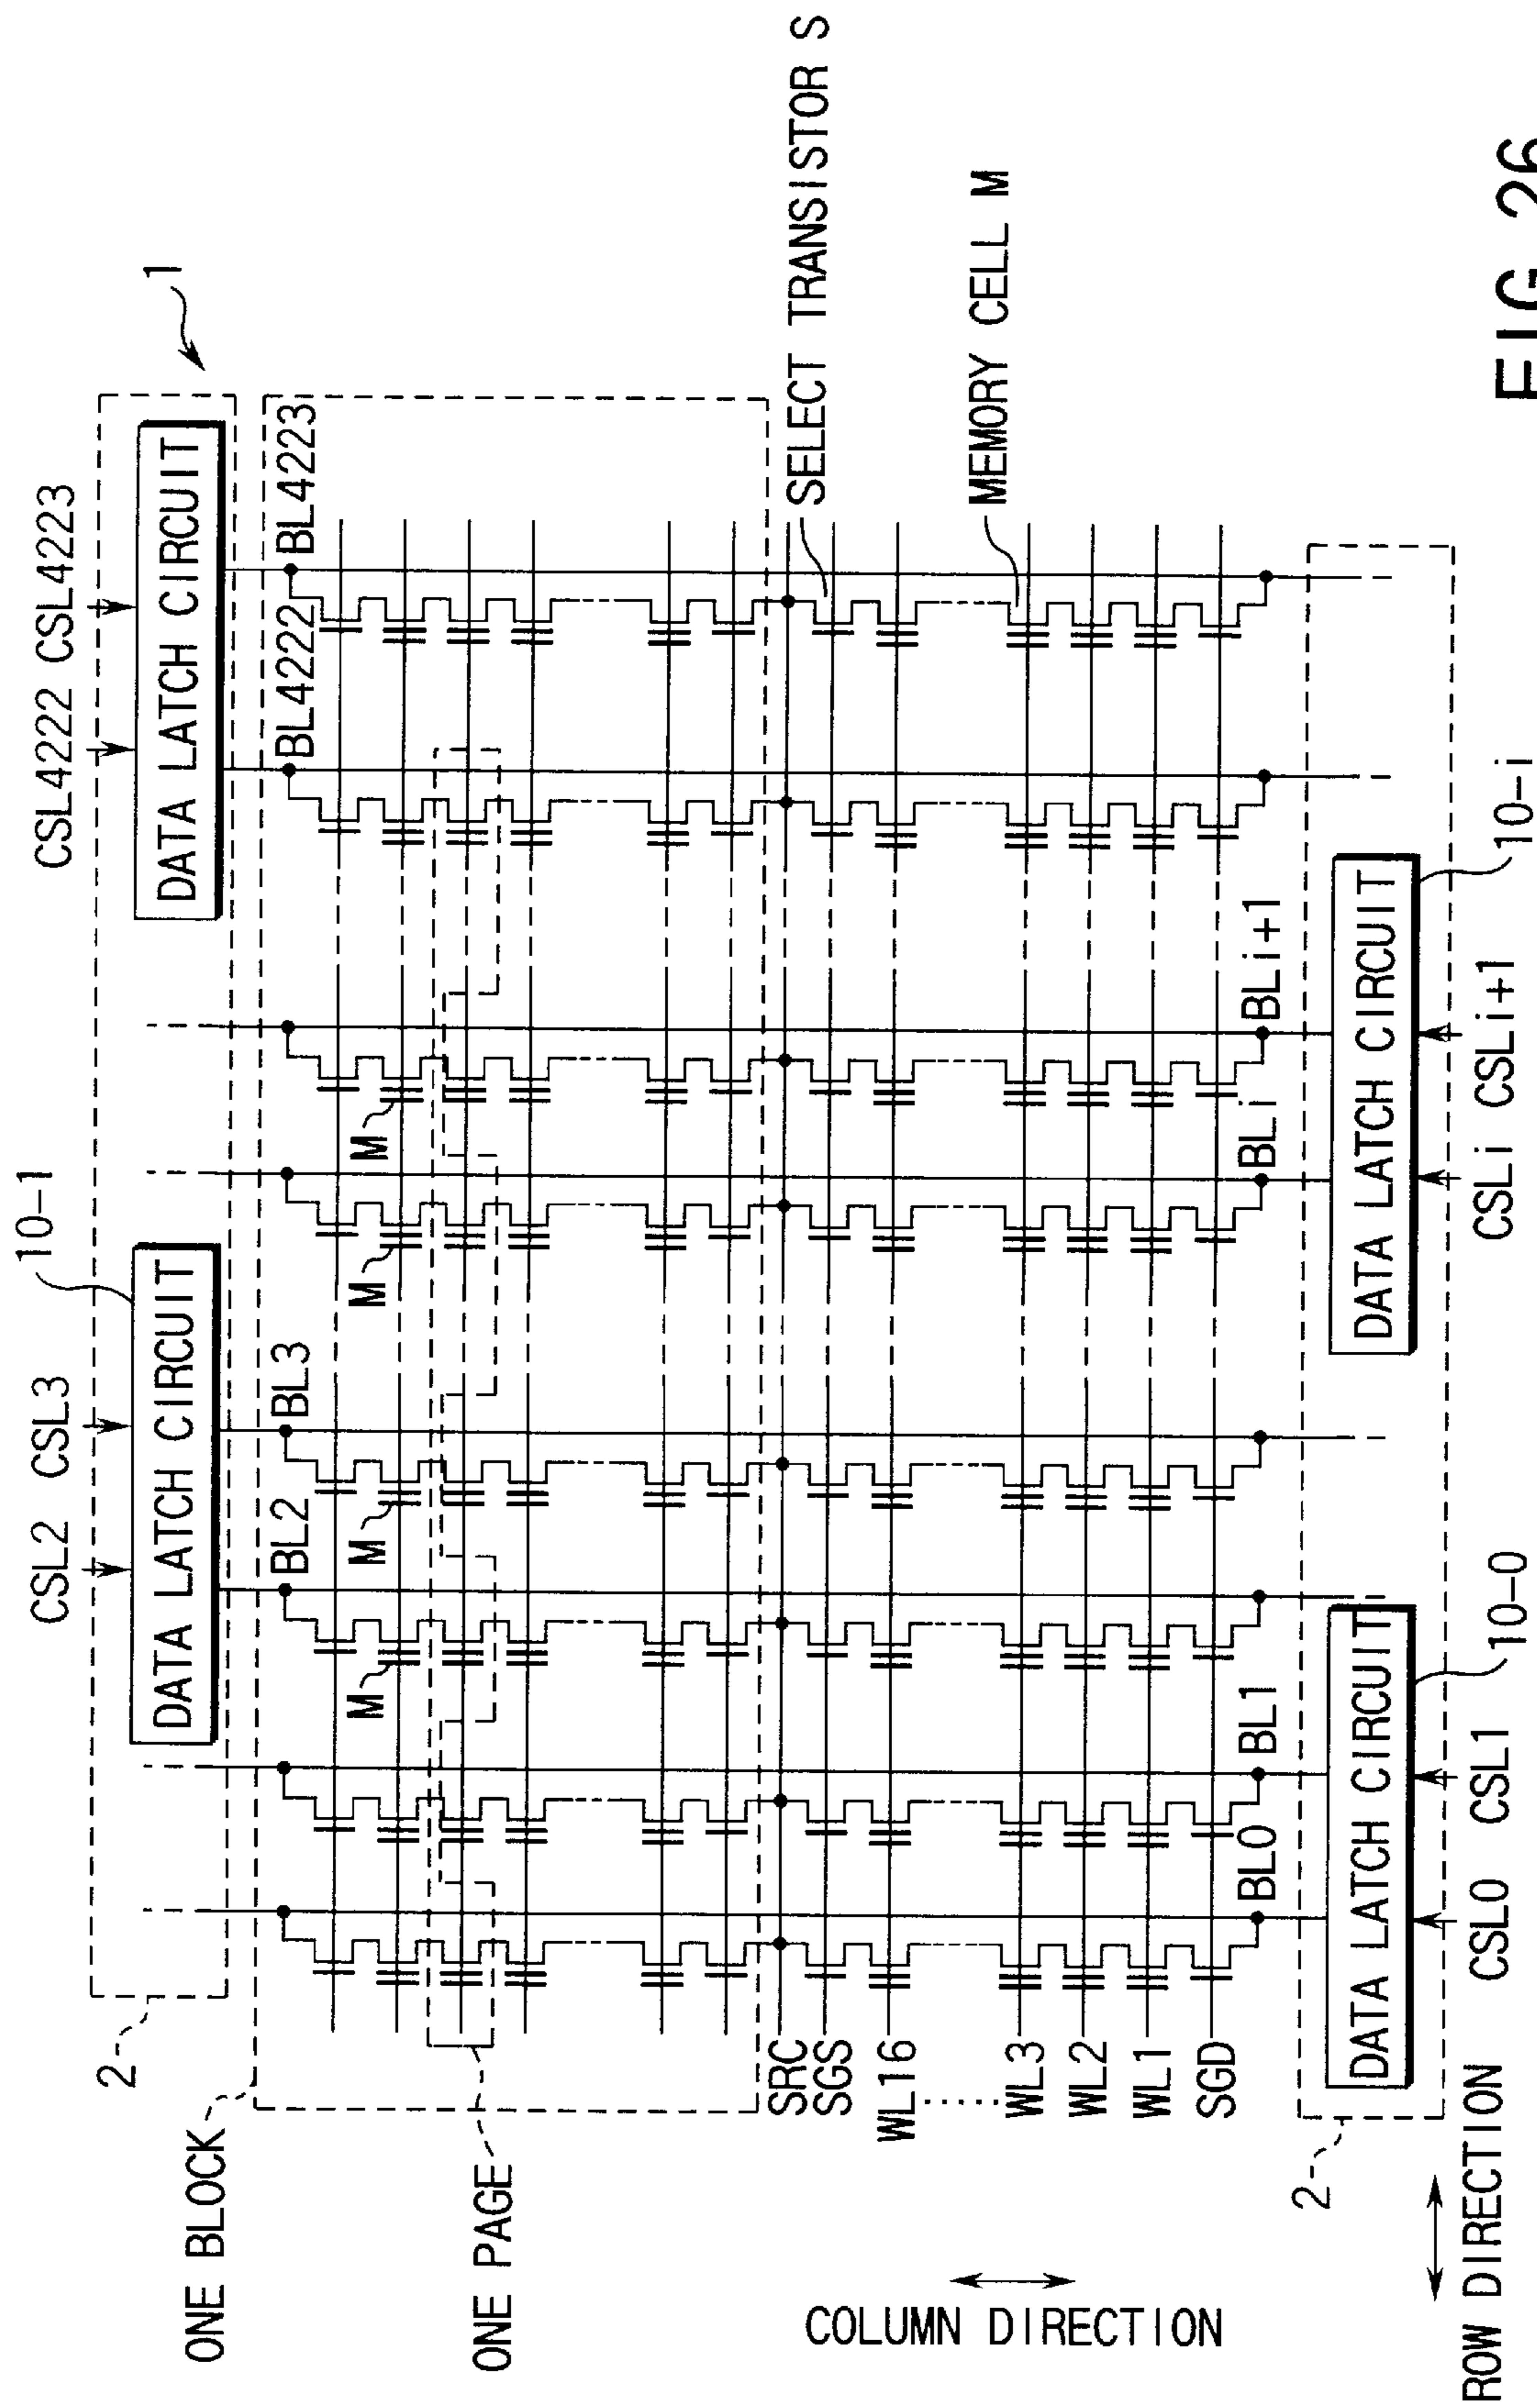 CSL2 CSL3
10-1
CSL4222 CSL4223
1
2
DATA LATCH CIRCUIT
DATA LATCH CIRCUIT
ONE BLOCK
BL2
BL3
BL4222
BL4223
M
M
M
M
ONE PAGE
SRC
SGS
SELECT TRANSISTOR S
WL16
WL3
MEMORY CELL M
WL2
WL1
SGD
COLUMN DIRECTION
BL0
BL1
BLi
BLi+1
2
DATA LATCH CIRCUIT
DATA LATCH CIRCUIT
CSL0 CSL1
10-0
CSLi CSLi+1
10-i
ROW DIRECTION
FIG. 26